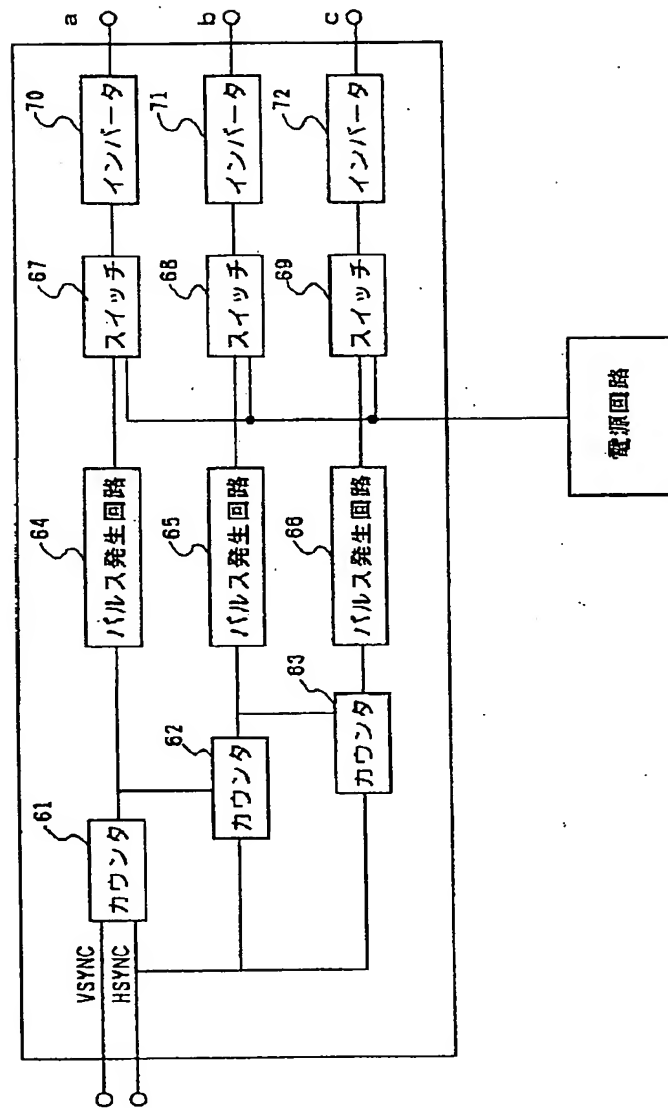 VSYNC
HSYNC
61
カウンタ
62
カウンタ
63
カウンタ
64
パルス発生回路
65
パルス発生回路
66
パルス発生回路
67
スイッチ
68
スイッチ
69
スイッチ
70
インバータ
71
インバータ
72
インバータ
a
b
c
電源回路